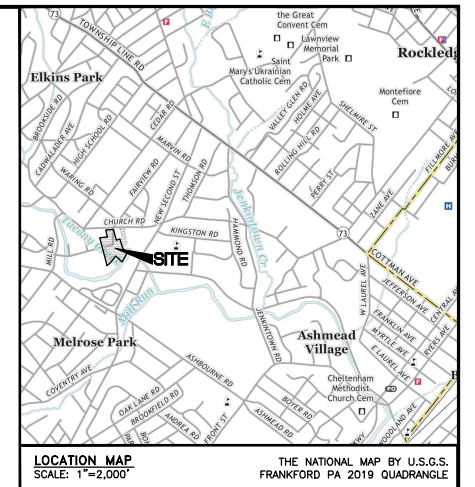 73
TOWNSHIP LINE RD
the Great
Convent Cem
Lawnview
Memorial
Park
Rockledg
Saint
Mary's Ukrainian
Catholic Cem
Elkins Park
Montefiore
Cem
BROOKSIDE RD
CADWALADER AVE
HIGH SCHOOL RD
CEDAR RD
VALLEY GLEN RD
HOLME AVE
SHELMIRE ST
ROLLING HILL RD
MARVIN RD
FILLMORE AVE
BURN
WARING RD
FAIRVIEW RD
NEW SECOND ST
THOMSON RD
PERRY ST
ZANE AVE
H
Jenkintown Cr
CHURCH RD
KINGSTON RD
HAMMOND RD
73
COTTMAN AVE
MILL RD
SITE
W LAUREL AVE
JEFFERSON AVE
CENTRAL AV
FRANKLIN AVE
MYRTLE AVE
E LAUREL AVE
RYERS AVE
JENKINTOWN RD
Melrose Park
Ashmead
Village
COVENTRY AVE
ASHBOURNE RD
Cheltenham
Methodist
Church Cem
PO
OAK LANE RD
BROOKFIELD RD
BOYER RD
ANDREA RD
FRONT ST
ASHMEAD RD
WOODLAND AVE
LOCATION MAP
SCALE: 1"=2,000'
THE NATIONAL MAP BY U.S.G.S.
FRANKFORD PA 2019 QUADRANGLE